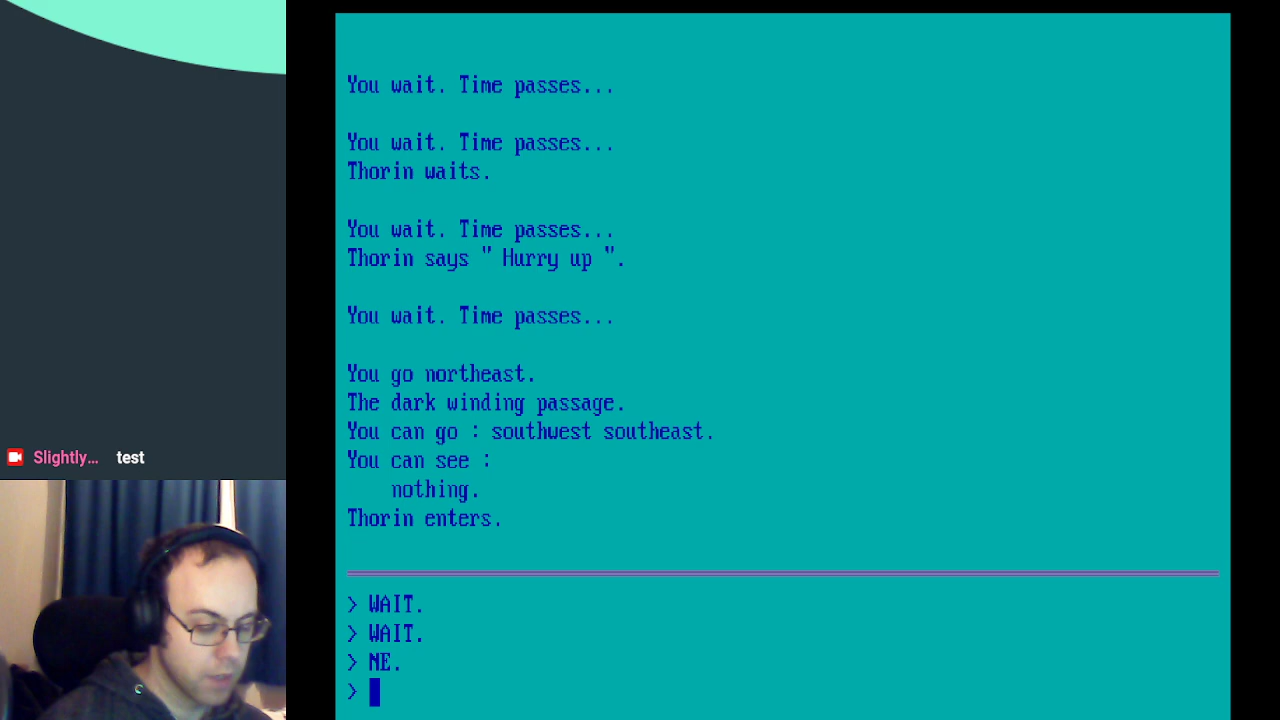 You wait. Time passes...
You wait. Time passes...
Thorin waits.
You wait. Time passes...
Thorin says " Hurry up ".
You wait. Time passes...
You go northeast.
The dark winding passage.
You can go : southwest southeast.
You can see :
nothing.
Thorin enters.
Slightly... test
> WAIT.
> WAIT.
> NE.
>